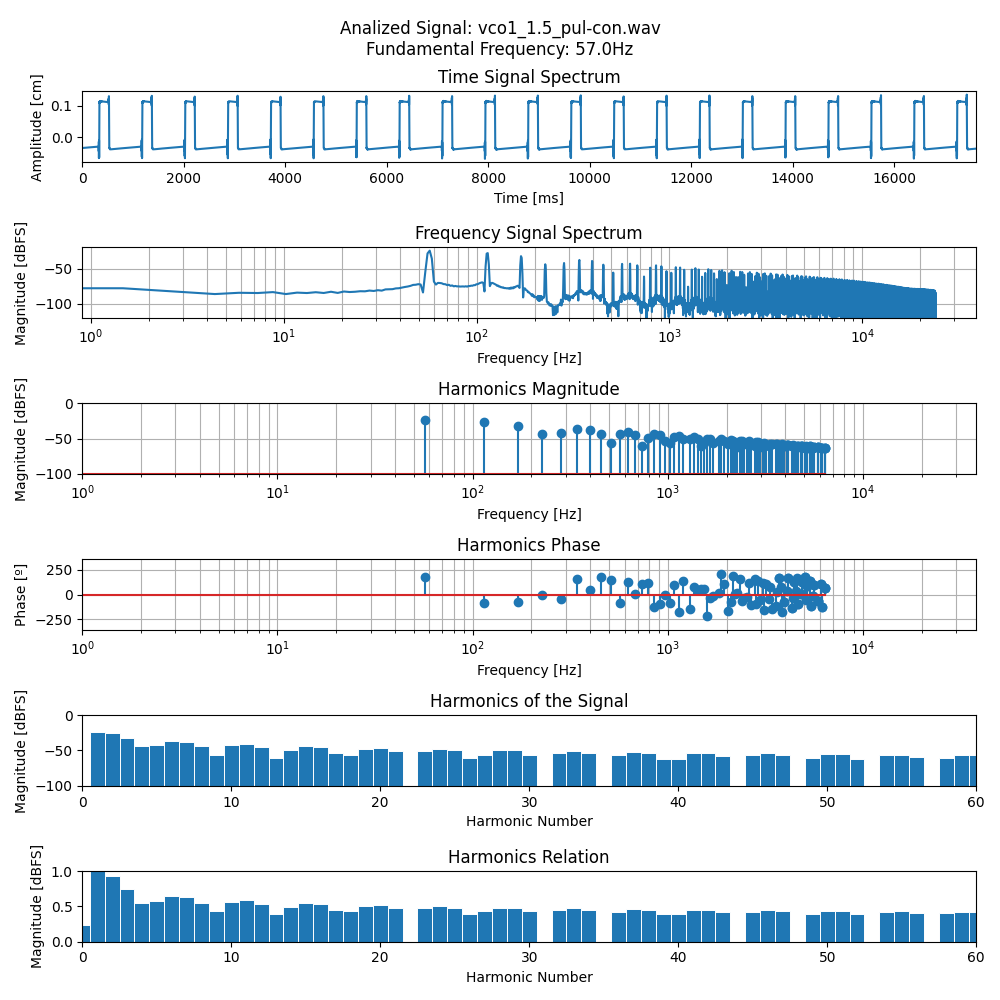 Analized Signal: vco1_1.5_pul-con.wav
Fundamental Frequency: 57.0Hz
Time Signal Spectrum
Amplitude [cm]
0.1
0.0
0 2000 4000 6000 8000 10000 12000 14000 16000
Time [ms]
Frequency Signal Spectrum
Magnitude [dBFS]
−50
−100
10⁰ 10¹ 10² 10³ 10⁴
Frequency [Hz]
Harmonics Magnitude
Magnitude [dBFS]
0
−50
−100
10⁰ 10¹ 10² 10³ 10⁴
Frequency [Hz]
Harmonics Phase
Phase [º]
250
0
−250
10⁰ 10¹ 10² 10³ 10⁴
Frequency [Hz]
Harmonics of the Signal
Magnitude [dBFS]
0
−50
−100
0 10 20 30 40 50 60
Harmonic Number
Harmonics Relation
Magnitude [dBFS]
1.0
0.5
0.0
0 10 20 30 40 50 60
Harmonic Number